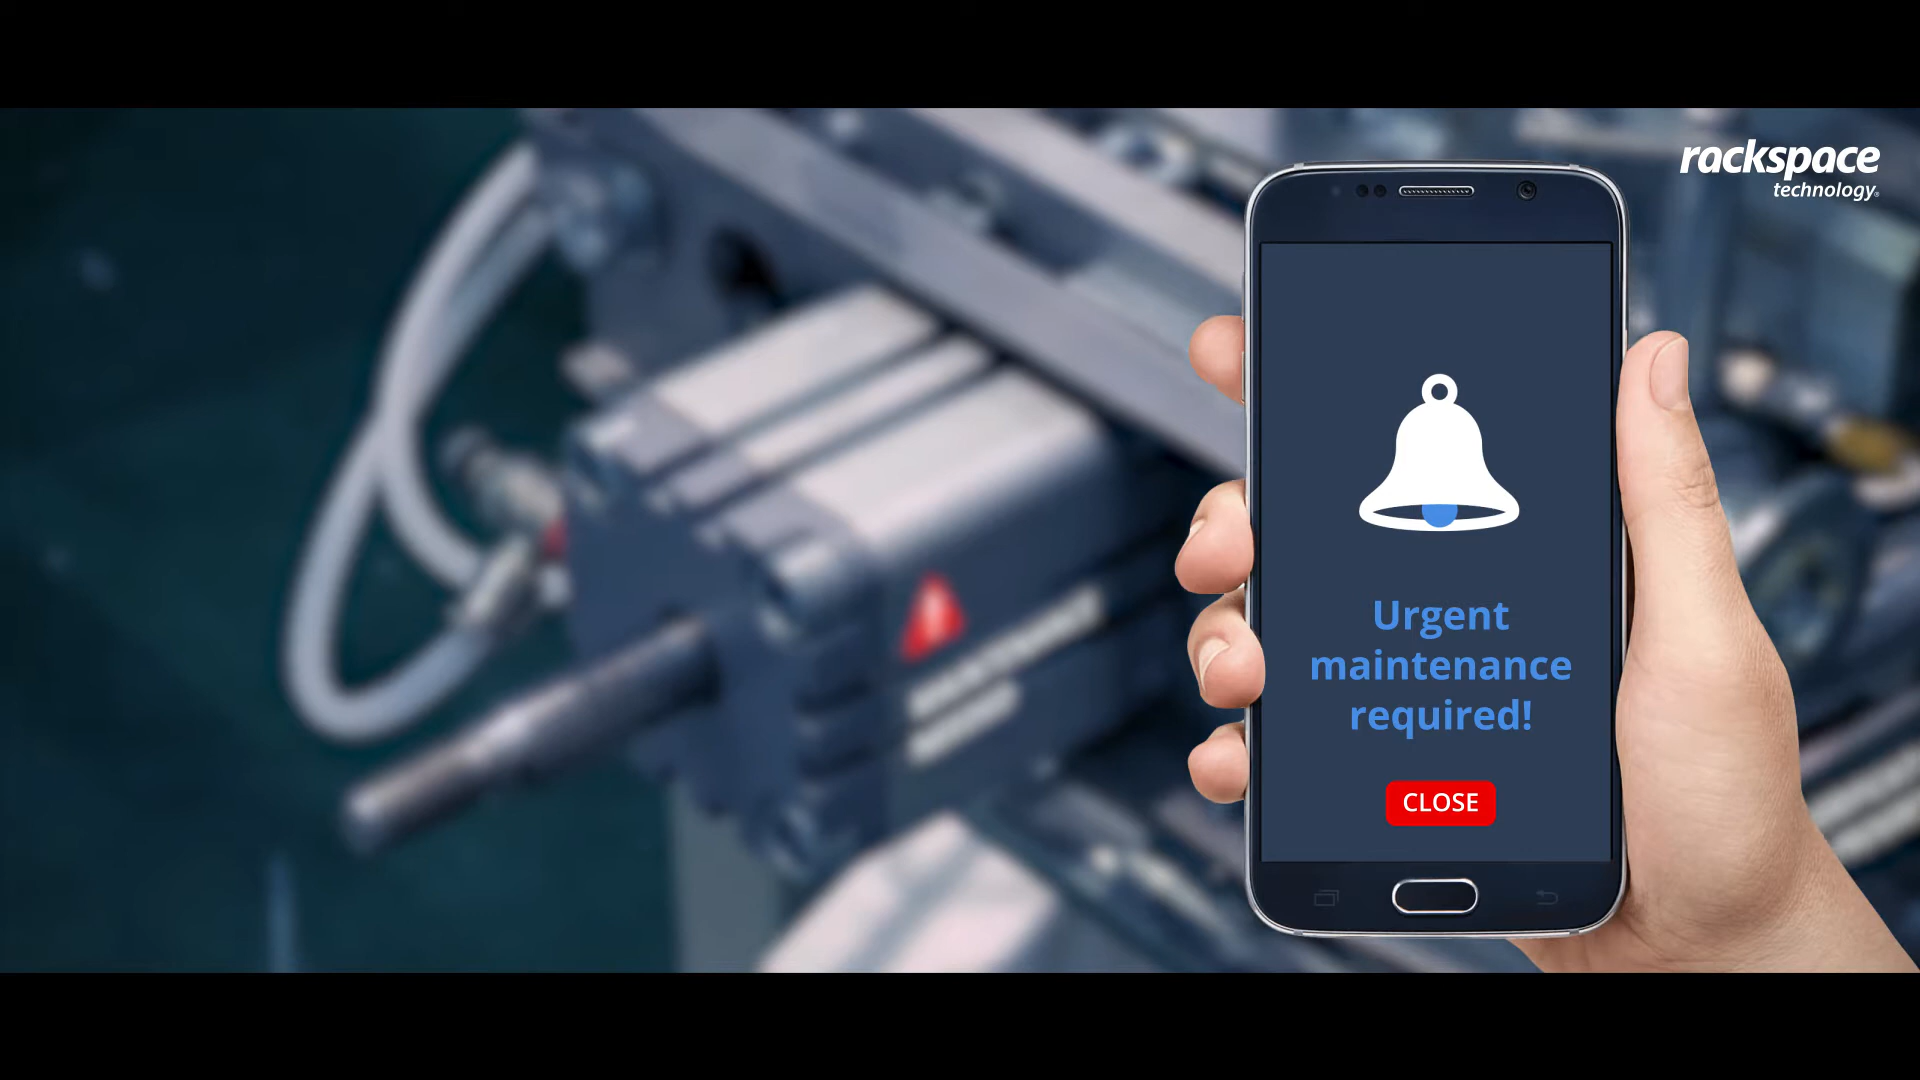 rackspace
technology®
Urgent
maintenance
required!
CLOSE